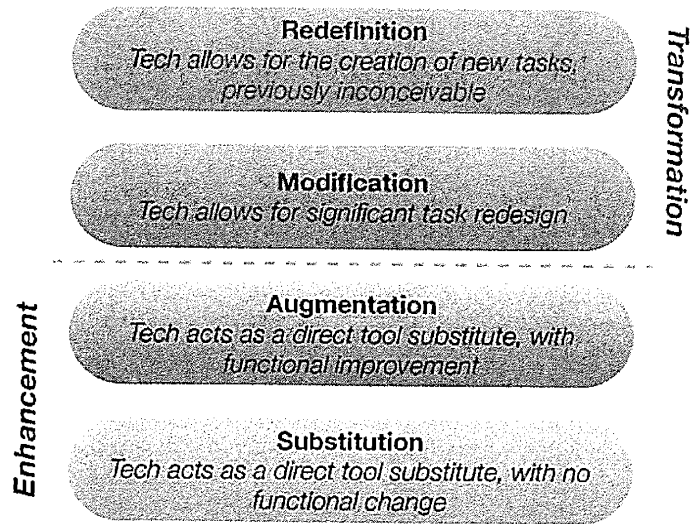 Redefinition
Tech allows for the creation of new tasks,
previously inconceivable
Transformation
Modification
Tech allows for significant task redesign
Enhancement
Augmentation
Tech acts as a direct tool substitute, with
functional improvement
Substitution
Tech acts as a direct tool substitute, with no
functional change